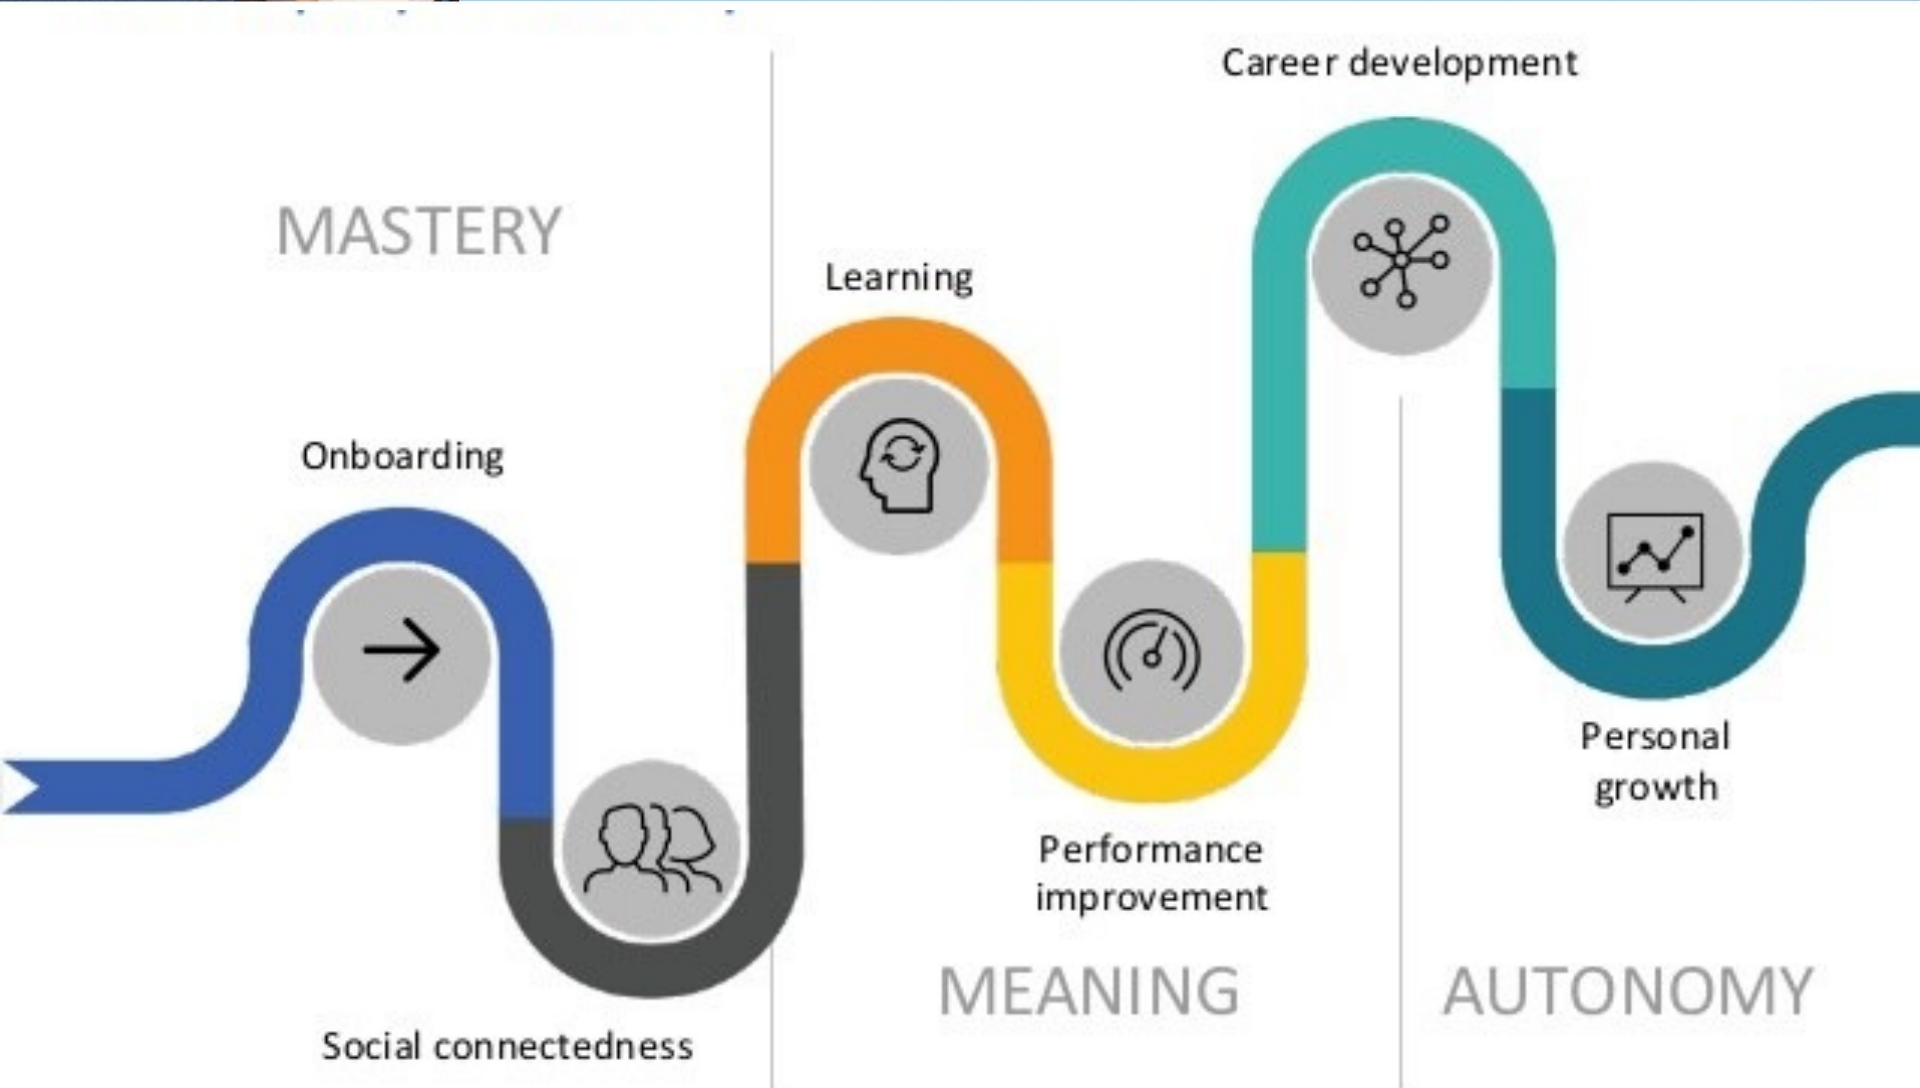 Career development
MASTERY
Learning
Onboarding
Personal
growth
Performance
improvement
MEANING
AUTONOMY
Social connectedness